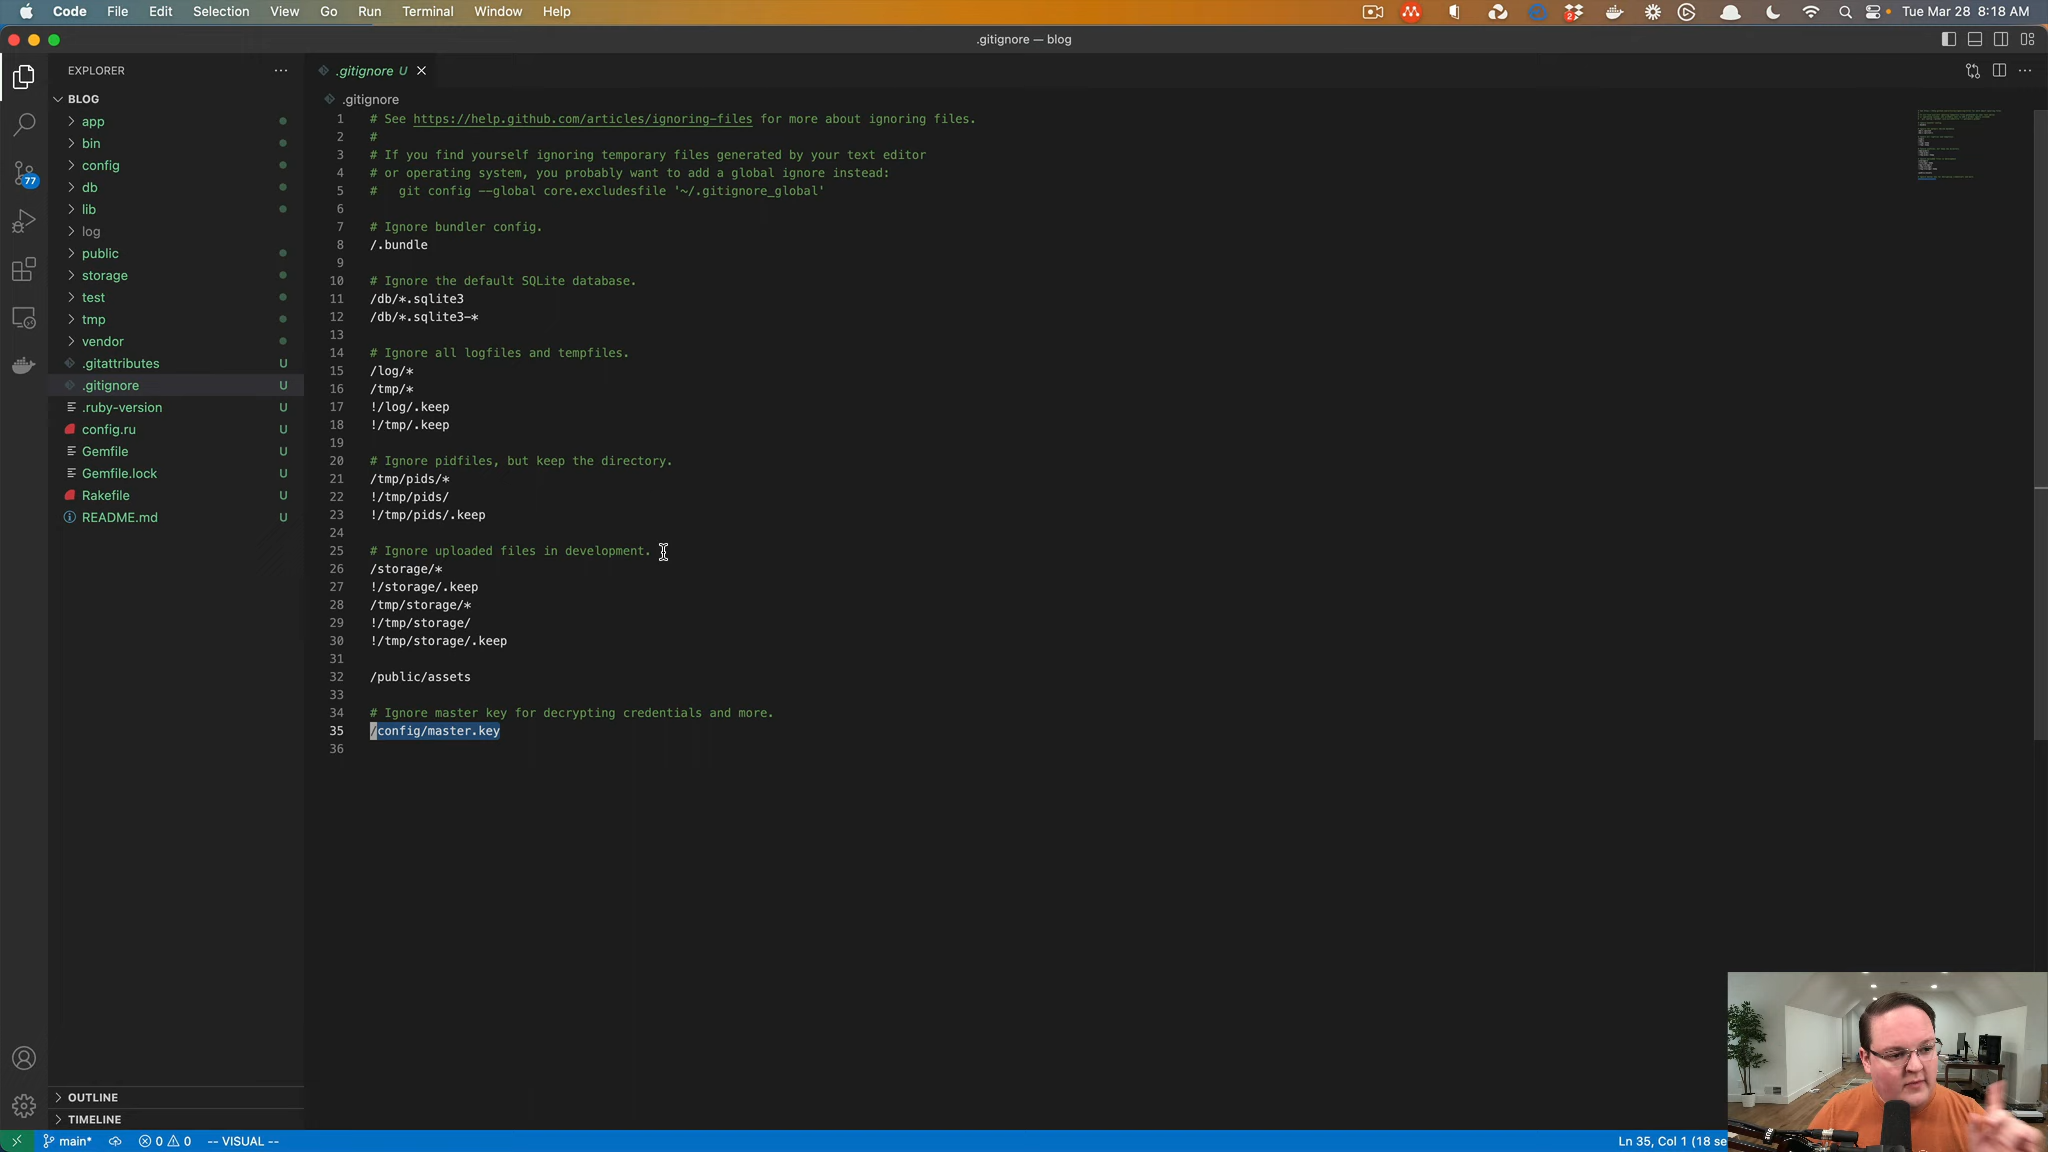 Code File Edit Selection View Go Run Terminal Window Help
2
Tue Mar 28 8:18 AM
.gitignore — blog
EXPLORER
BLOG
app
bin
config
db
lib
log
public
storage
test
tmp
vendor
.gitattributes U
.gitignore U
.ruby-version U
config.ru U
Gemfile U
Gemfile.lock U
Rakefile U
README.md U
77
OUTLINE
TIMELINE
.gitignore U
.gitignore
1 # See https://help.github.com/articles/ignoring-files for more about ignoring files.
2 #
3 # If you find yourself ignoring temporary files generated by your text editor
4 # or operating system, you probably want to add a global ignore instead:
5 #   git config --global core.excludesfile '~/.gitignore_global'
6
7 # Ignore bundler config.
8 /.bundle
9
10 # Ignore the default SQLite database.
11 /db/*.sqlite3
12 /db/*.sqlite3-*
13
14 # Ignore all logfiles and tempfiles.
15 /log/*
16 /tmp/*
17 !/log/.keep
18 !/tmp/.keep
19
20 # Ignore pidfiles, but keep the directory.
21 /tmp/pids/*
22 !/tmp/pids/
23 !/tmp/pids/.keep
24
25 # Ignore uploaded files in development.
26 /storage/*
27 !/storage/.keep
28 /tmp/storage/*
29 !/tmp/storage/
30 !/tmp/storage/.keep
31
32 /public/assets
33
34 # Ignore master key for decrypting credentials and more.
35 /config/master.key
36
main* 0 0 -- VISUAL --
Ln 35, Col 1 (18 se